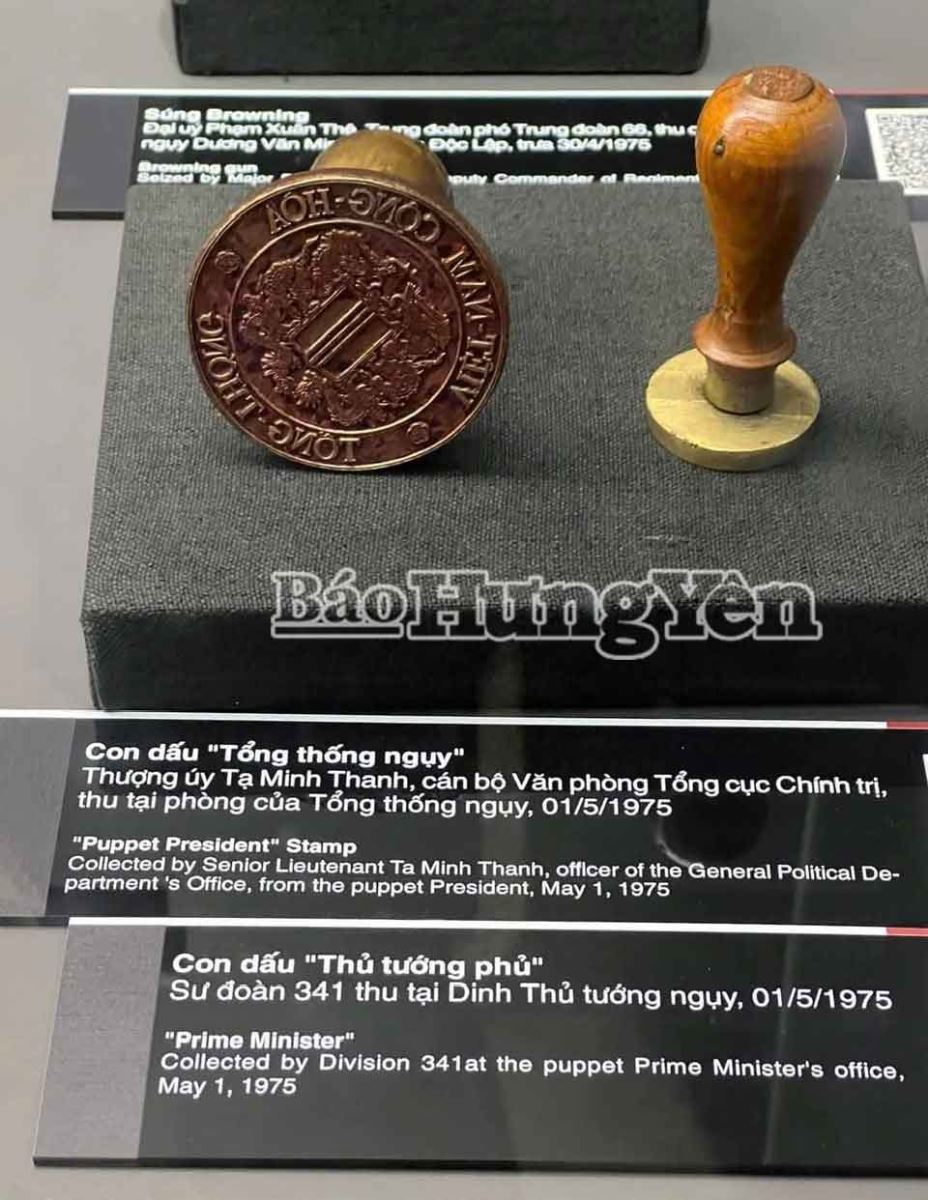 Súng Browning
Đại uý Phạm Xuân Thệ, Trung đoàn phó Trung đoàn 66, thu
ngụy Dương Văn Độc Lập, trưa 30/4/1975
Browning gun
Seized by Major Commander of Regiment
VIỆT-NAM CỘNG-HÒA
TỔNG THỐNG
Báo Hưng Yên
Con dấu "Tổng thống ngụy"
Thượng úy Tạ Minh Thanh, cán bộ Văn phòng Tổng cục Chính trị,
thu tại phòng của Tổng thống ngụy, 01/5/1975
"Puppet President" Stamp
Collected by Senior Lieutenant Ta Minh Thanh, officer of the General Political De-
partment 's Office, from the puppet President, May 1, 1975
Con dấu "Thủ tướng phủ"
Sư đoàn 341 thu tại Dinh Thủ tướng ngụy, 01/5/1975
"Prime Minister"
Collected by Division 341at the puppet Prime Minister's office,
May 1, 1975